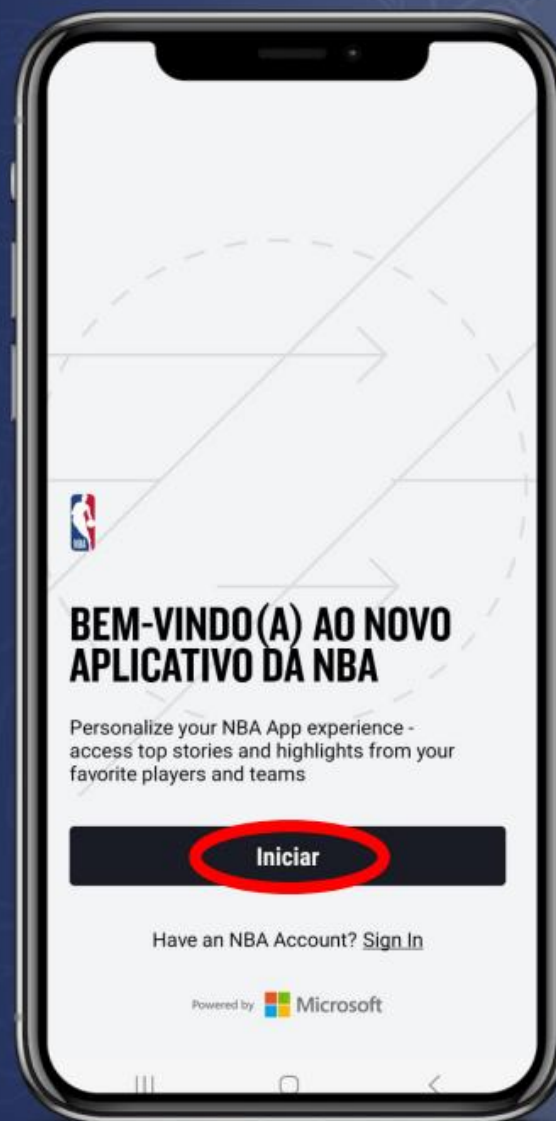 NBA
BEM-VINDO(A) AO NOVO
APLICATIVO DA NBA
Personalize your NBA App experience -
access top stories and highlights from your
favorite players and teams
Iniciar
Have an NBA Account? Sign In
Powered by Microsoft